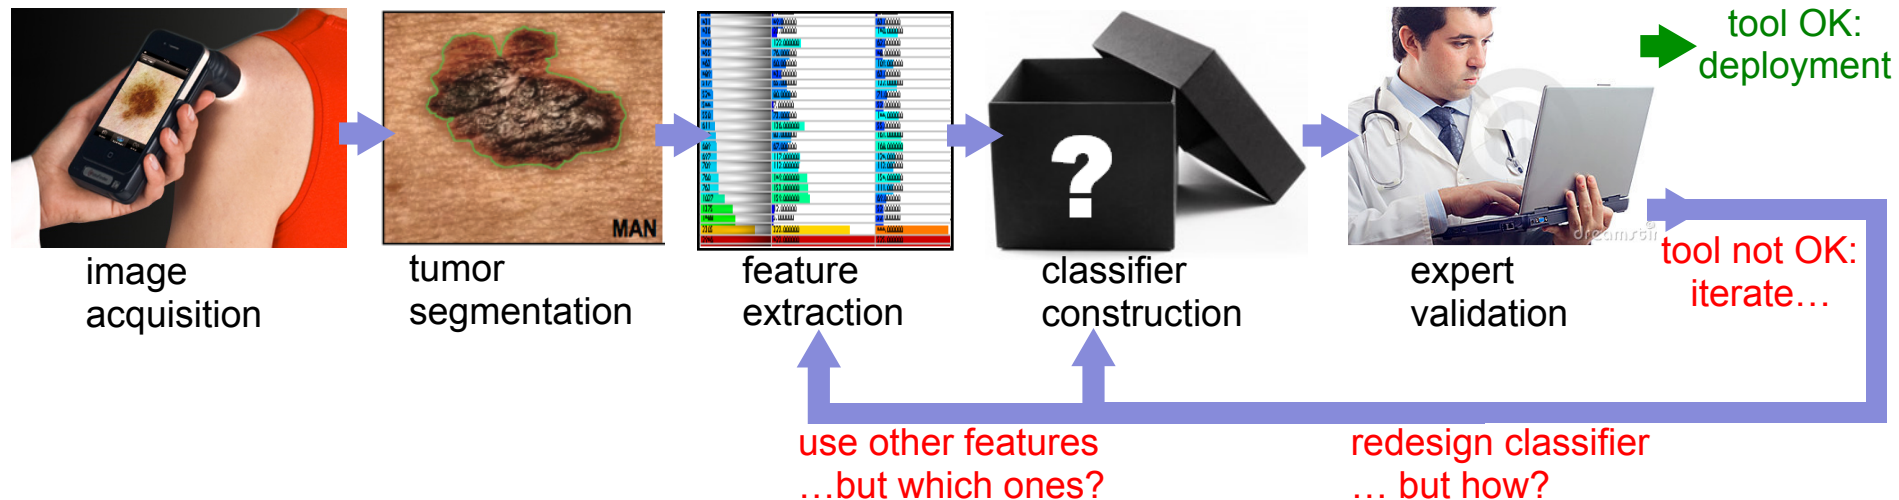 tool OK:
deployment
MAN
?
dreamstim
image
acquisition
tumor
segmentation
feature
extraction
classifier
construction
expert
validation
tool not OK:
iterate…
use other features
…but which ones?
redesign classifier
… but how?